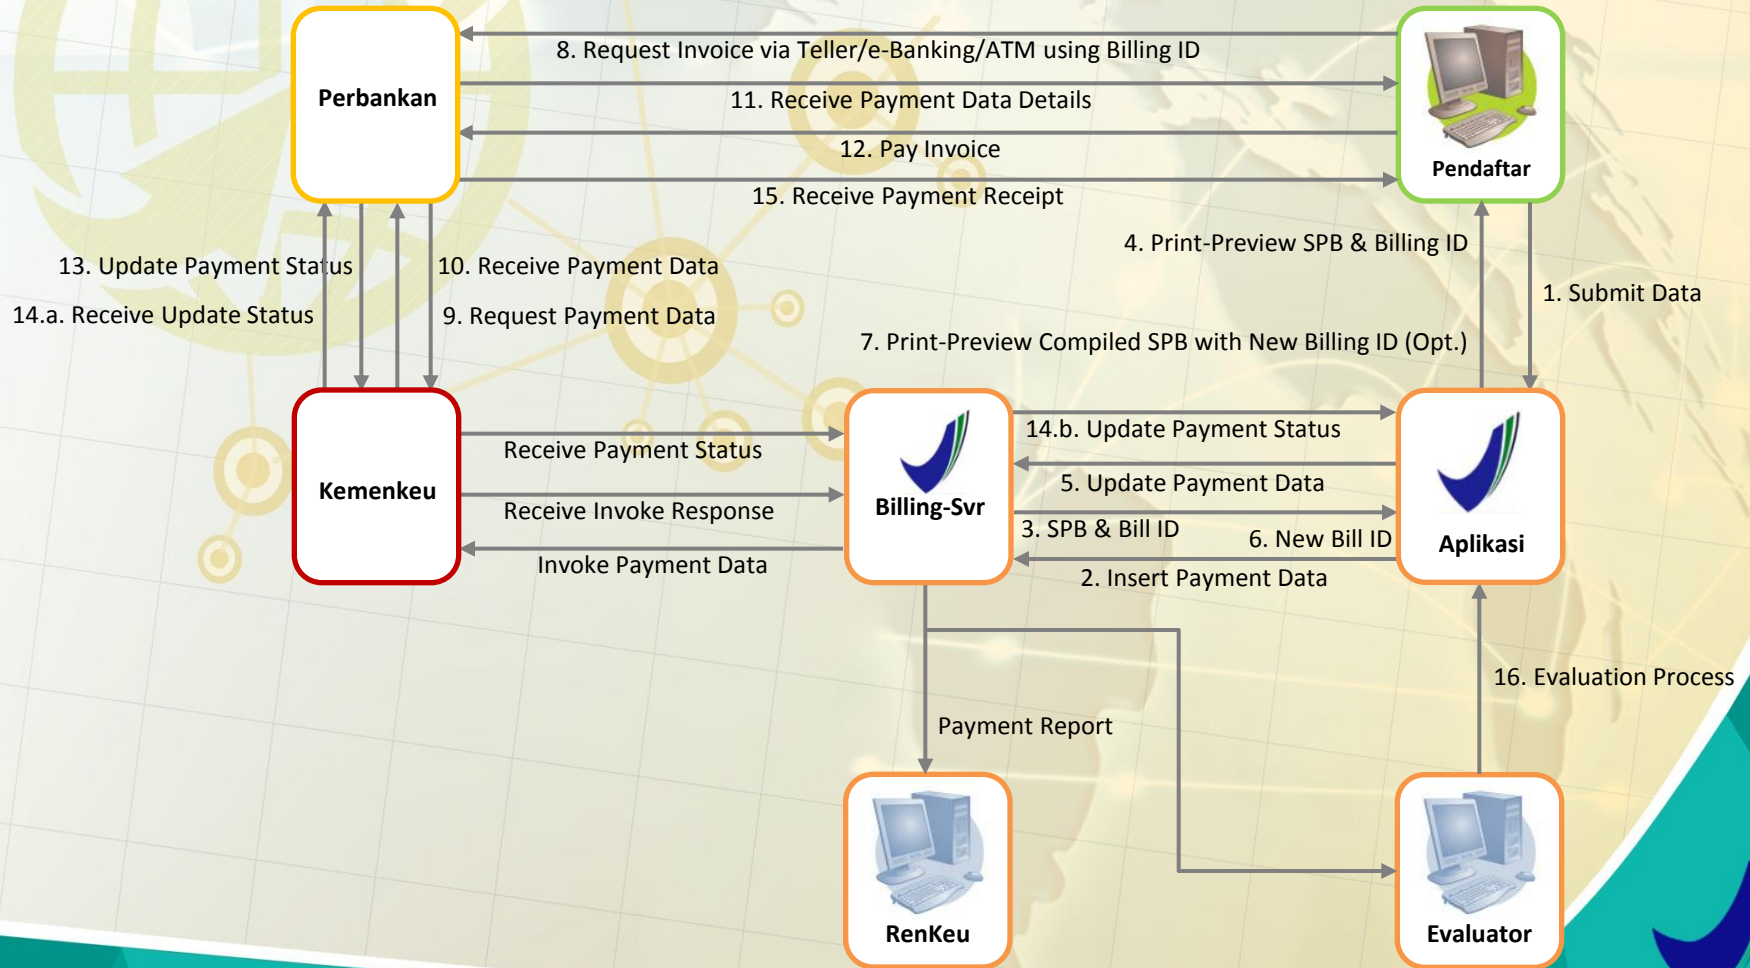 8. Request Invoice via Teller/e-Banking/ATM using Billing ID
Perbankan
11. Receive Payment Data Details
12. Pay Invoice
Pendaftar
15. Receive Payment Receipt
4. Print-Preview SPB & Billing ID
13. Update Payment Status
10. Receive Payment Data
1. Submit Data
14.a. Receive Update Status
9. Request Payment Data
7. Print-Preview Compiled SPB with New Billing ID (Opt.)
14.b. Update Payment Status
Receive Payment Status
5. Update Payment Data
Kemenkeu
Receive Invoke Response
Billing-Svr
3. SPB & Bill ID
6. New Bill ID
Aplikasi
Invoke Payment Data
2. Insert Payment Data
16. Evaluation Process
Payment Report
RenKeu
Evaluator